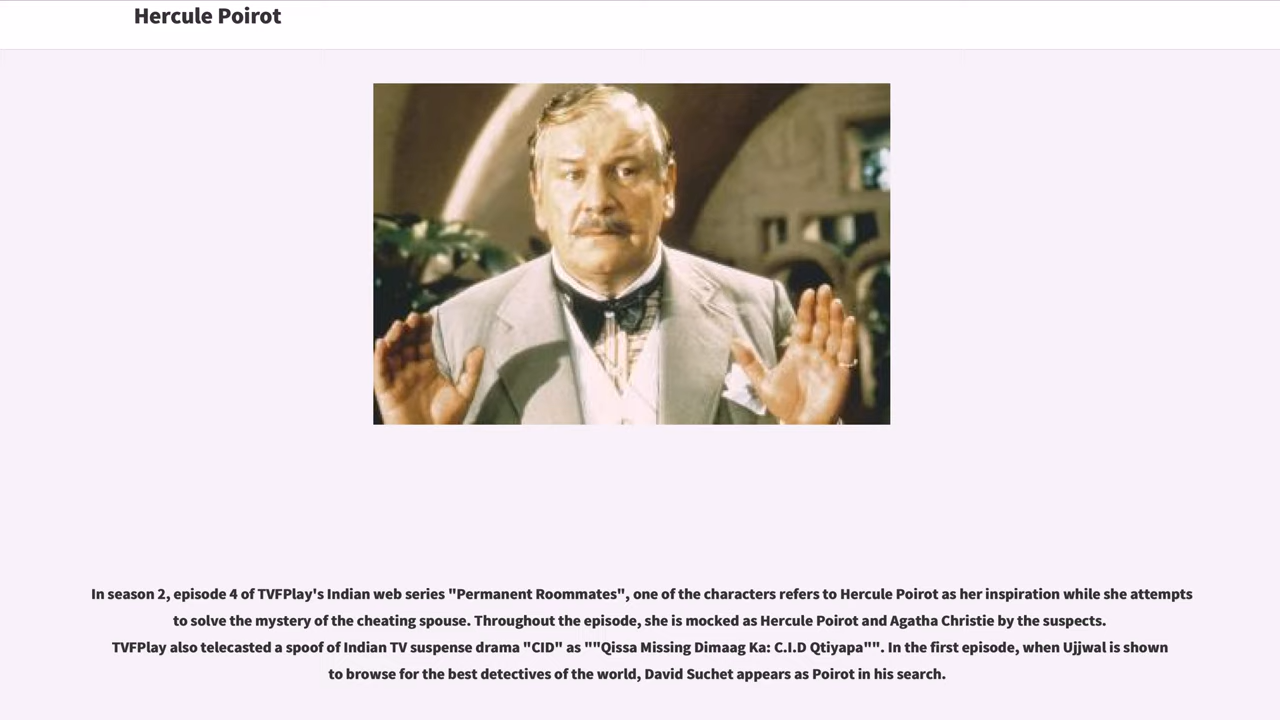 Hercule Poirot
In season 2, episode 4 of TVFPlay's Indian web series "Permanent Roommates", one of the characters refers to Hercule Poirot as her inspiration while she attempts
to solve the mystery of the cheating spouse. Throughout the episode, she is mocked as Hercule Poirot and Agatha Christie by the suspects.
TVFPlay also telecasted a spoof of Indian TV suspense drama "CID" as ""Qissa Missing Dimaag Ka: C.I.D Qtiyapa"". In the first episode, when Ujjwal is shown
to browse for the best detectives of the world, David Suchet appears as Poirot in his search.